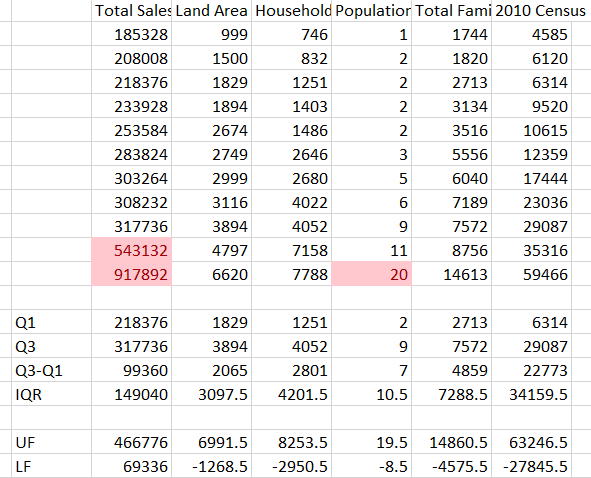 Total Sales Land Area Household Population Total Fami 2010 Census
185328 999 746 1 1744 4585
208008 1500 832 2 1820 6120
218376 1829 1251 2 2713 6314
233928 1894 1403 2 3134 9520
253584 2674 1486 2 3516 10615
283824 2749 2646 3 5556 12359
303264 2999 2680 5 6040 17444
308232 3116 4022 6 7189 23036
317736 3894 4052 9 7572 29087
543132 4797 7158 11 8756 35316
917892 6620 7788 20 14613 59466
Q1 218376 1829 1251 2 2713 6314
Q3 317736 3894 4052 9 7572 29087
Q3-Q1 99360 2065 2801 7 4859 22773
IQR 149040 3097.5 4201.5 10.5 7288.5 34159.5
UF 466776 6991.5 8253.5 19.5 14860.5 63246.5
LF 69336 -1268.5 -2950.5 -8.5 -4575.5 -27845.5